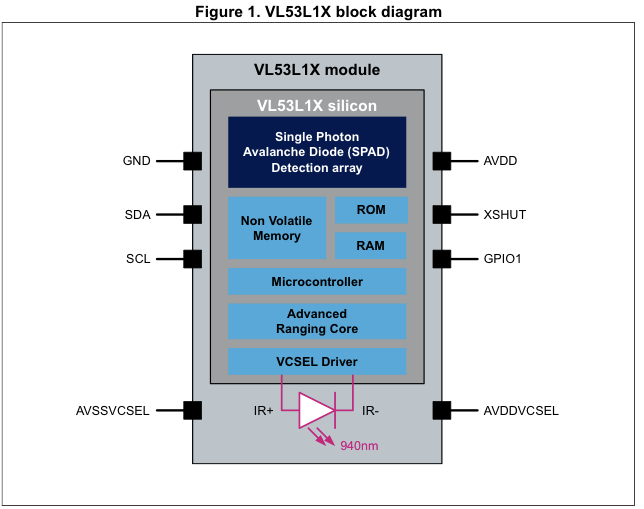 Figure 1. VL53L1X block diagram
VL53L1X module
VL53L1X silicon
Single Photon
Avalanche Diode (SPAD)
Detection array
GND
AVDD
Non Volatile
Memory
ROM
RAM
SDA
XSHUT
SCL
GPIO1
Microcontroller
Advanced
Ranging Core
VCSEL Driver
AVSSVCSEL
IR+
IR-
AVDDVCSEL
940nm